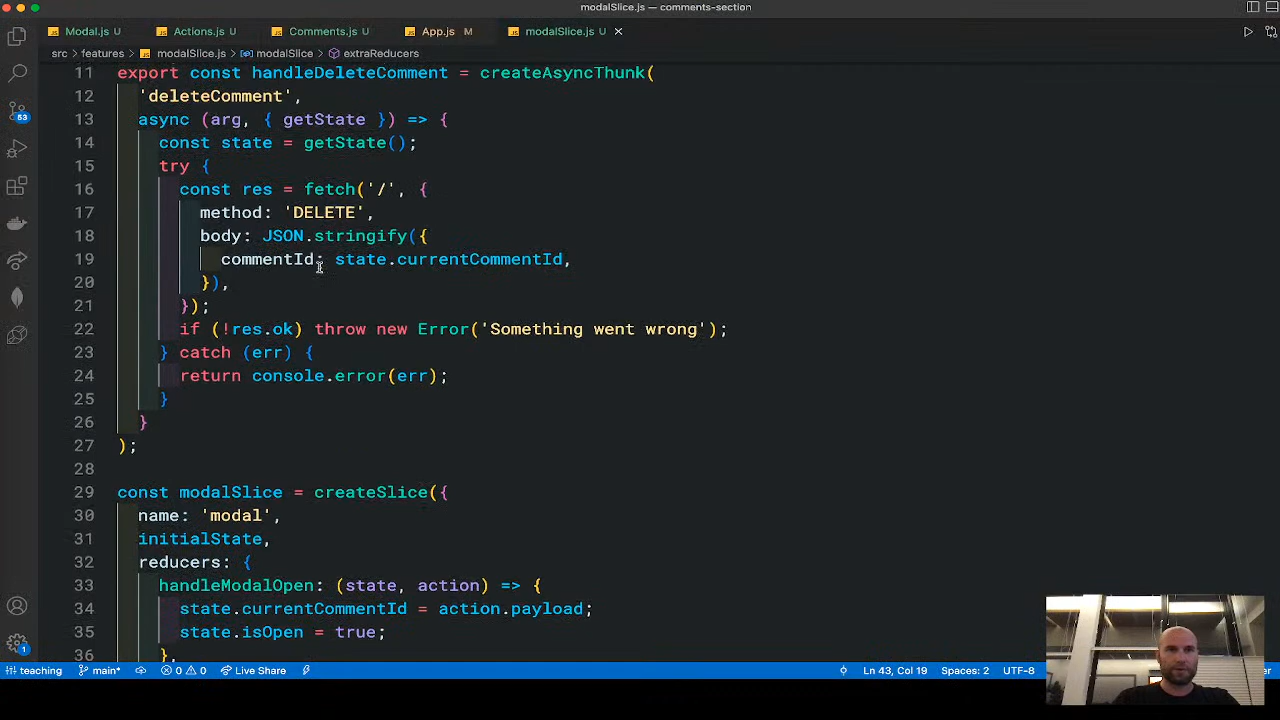 modalSlice.js — comments-section
Modal.js U Actions.js U Comments.js U App.js M modalSlice.js U
src > features > modalSlice.js > modalSlice > extraReducers
11 export const handleDeleteComment = createAsyncThunk(
12 'deleteComment',
13 async (arg, { getState }) => {
14 const state = getState();
15 try {
16 const res = fetch('/', {
17 method: 'DELETE',
18 body: JSON.stringify({
19 commentId: state.currentCommentId,
20 }),
21 });
22 if (!res.ok) throw new Error('Something went wrong');
23 } catch (err) {
24 return console.error(err);
25 }
26 }
27 );
28
29 const modalSlice = createSlice({
30 name: 'modal',
31 initialState,
32 reducers: {
33 handleModalOpen: (state, action) => {
34 state.currentCommentId = action.payload;
35 state.isOpen = true;
36 },
53
1
teaching main* 0 0 Live Share Ln 43, Col 19 Spaces: 2 UTF-8